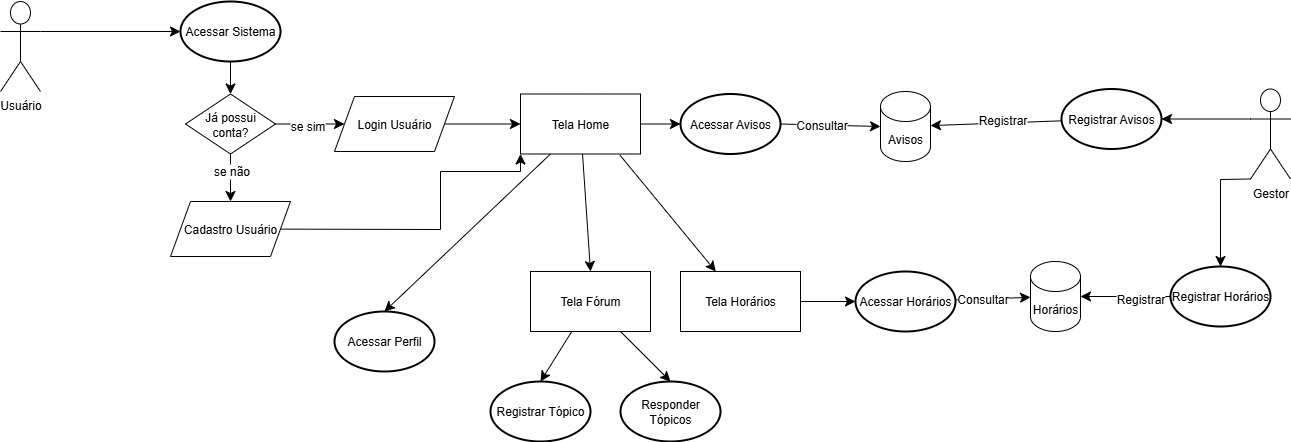 Acessar Sistema
Usuário
Já possui
conta?
se sim
Login Usuário
Tela Home
Acessar Avisos
Consultar
Avisos
Registrar
Registrar Avisos
Gestor
se não
Cadastro Usuário
Tela Fórum
Tela Horários
Acessar Horários
Consultar
Horários
Registrar
Registrar Horários
Acessar Perfil
Registrar Tópico
Responder
Tópicos